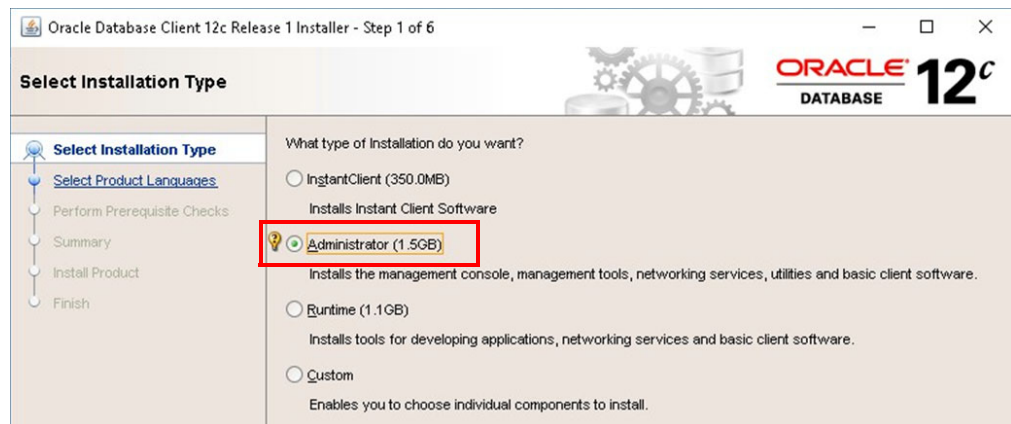 Oracle Database Client 12c Release 1 Installer - Step 1 of 6
Select Installation Type
ORACLE 12c
DATABASE
Select Installation Type
Select Product Languages
Perform Prerequisite Checks
Summary
Install Product
Finish
What type of Installation do you want?
InstantClient (350.0MB)
Installs Instant Client Software
Administrator (1.5GB)
Installs the management console, management tools, networking services, utilities and basic client software.
Runtime (1.1GB)
Installs tools for developing applications, networking services and basic client software.
Custom
Enables you to choose individual components to install.